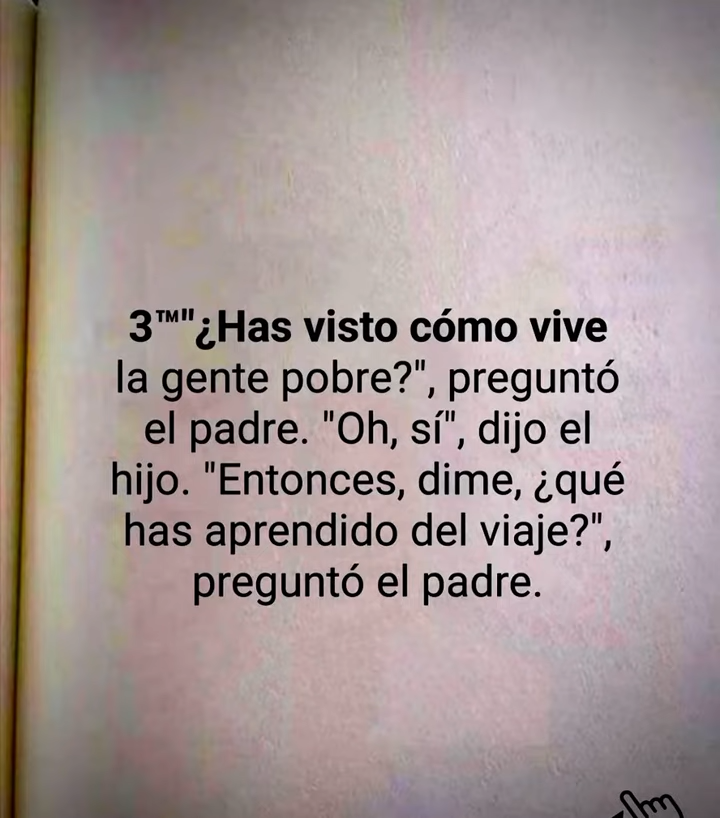 3™"¿Has visto cómo vive
la gente pobre?", preguntó
el padre. "Oh, sí", dijo el
hijo. "Entonces, dime, ¿qué
has aprendido del viaje?",
preguntó el padre.